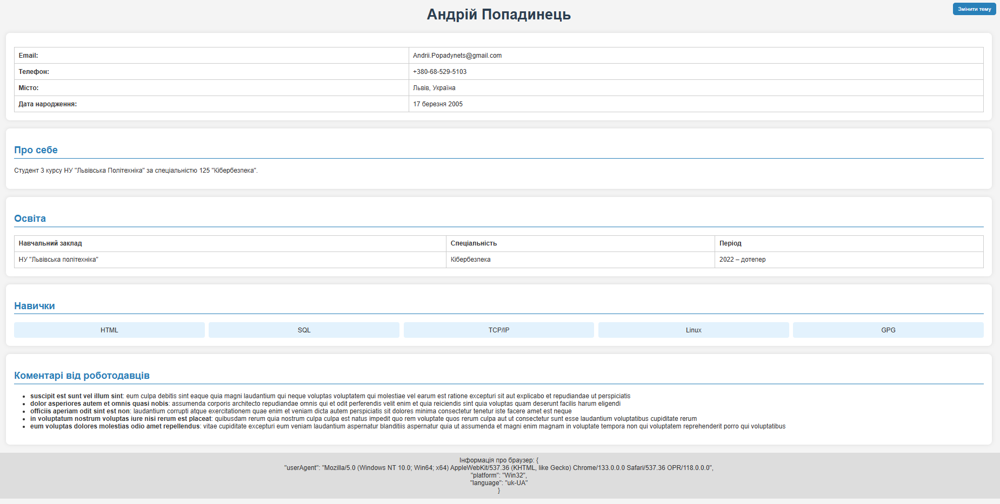 Андрій Попадинець
Змінити тему
Email: Andrii.Popadynets@gmail.com
Телефон: +380-68-529-5103
Місто: Львів, Україна
Дата народження: 17 березня 2005
Про себе
Студент 3 курсу НУ "Львівська Політехніка" за спеціальністю 125 "Кібербезпека".
Освіта
Навчальний заклад Спеціальність Період
НУ "Львівська політехніка" Кібербезпека 2022 – дотепер
Навички
HTML SQL TCP/IP Linux GPG
Коментарі від роботодавців
suscipit est sunt vel illum sint: eum culpa debitis sint eaque quia magni laudantium qui neque voluptas voluptatem qui molestiae vel earum est ratione excepturi sit aut explicabo et repudiandae ut perspiciatis
dolor asperiores autem et omnis quasi nobis: assumenda corporis architecto repudiandae omnis qui et odit perferendis velit enim et quia reiciendis sint quia voluptas quam deserunt facilis harum eligendi
officiis aperiam odit sint est non: laudantium corrupti atque exercitationem quae enim et veniam dicta autem perspiciatis sit dolores minima consectetur tenetur iste facere amet est neque
in voluptatum nostrum voluptas iure nisi rerum est placeat: quibusdam rerum quia nostrum culpa culpa est natus impedit quo rem voluptate quos rerum culpa aut ut consectetur sunt esse laudantium voluptatibus cupiditate rerum
eum voluptas dolores molestias odio amet repellendus: vitae cupiditate excepturi eum veniam laudantium aspernatur blanditiis aspernatur quia ut assumenda et magni enim magnam in voluptate tempora non qui voluptatem reprehenderit porro qui voluptatibus
Інформація про браузер: {
"userAgent": "Mozilla/5.0 (Windows NT 10.0; Win64; x64) AppleWebKit/537.36 (KHTML, like Gecko) Chrome/133.0.0.0 Safari/537.36 OPR/118.0.0.0",
"platform": "Win32",
"language": "uk-UA"
}